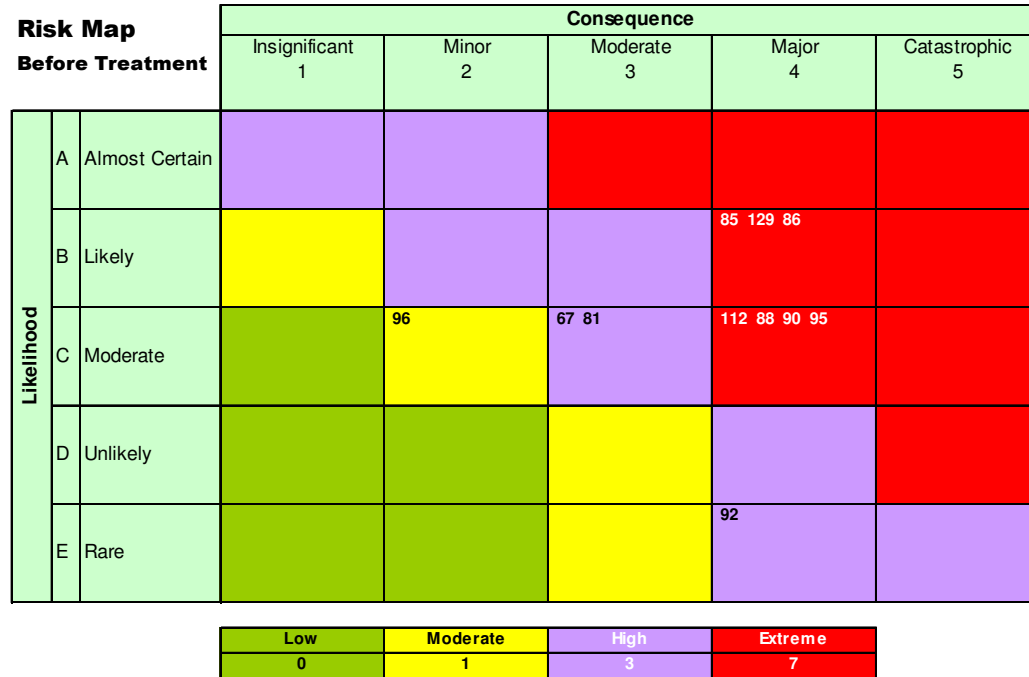 Risk Map
Before Treatment
Consequence
Insignificant Minor Moderate Major Catastrophic
1 2 3 4 5
Likelihood
A Almost Certain
B Likely 85 129 86
C Moderate 96 67 81 112 88 90 95
D Unlikely
E Rare 92
Low Moderate High Extreme
0 1 3 7